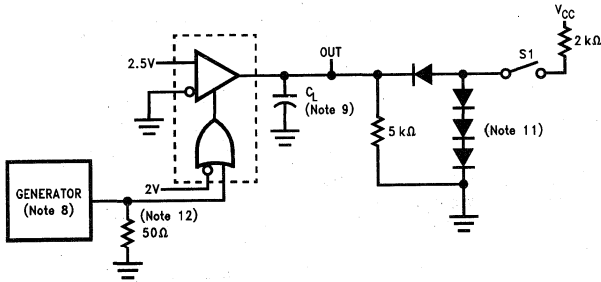 V_CC
2 kΩ
S1
OUT
2.5V
C_L
(Note 9)
5 kΩ
(Note 11)
GENERATOR
(Note 8)
2V
(Note 12)
50Ω